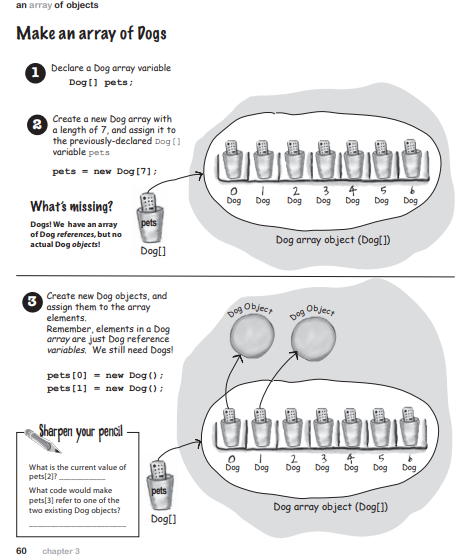 an array of objects
Make an array of Dogs
1
Declare a Dog array variable
Dog[] pets;
2
Create a new Dog array with
a length of 7, and assign it to
the previously-declared Dog[]
variable pets
pets = new Dog[7];
What's missing?
Dogs! We have an array
of Dog references, but no
actual Dog objects!
pets
Dog[]
0 1 2 3 4 5 6
Dog Dog Dog Dog Dog Dog Dog
Dog array object (Dog[])
3
Create new Dog objects, and
assign them to the array
elements.
Remember, elements in a Dog
array are just Dog reference
variables. We still need Dogs!
pets[0] = new Dog();
pets[1] = new Dog();
Dog Object
Dog Object
Sharpen your pencil
What is the current value of
pets[2]? ____________
What code would make
pets[3] refer to one of the
two existing Dog objects?
_________________________
pets
Dog[]
0 1 2 3 4 5 6
Dog Dog Dog Dog Dog Dog Dog
Dog array object (Dog[])
60 chapter 3